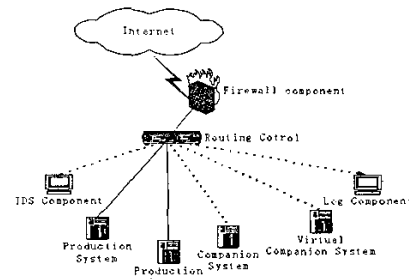 Internet
Firewall component
Routing Cotrol
IDS Component
Log Component
Production
System
Companion
System
Virtual
Companion System
Production